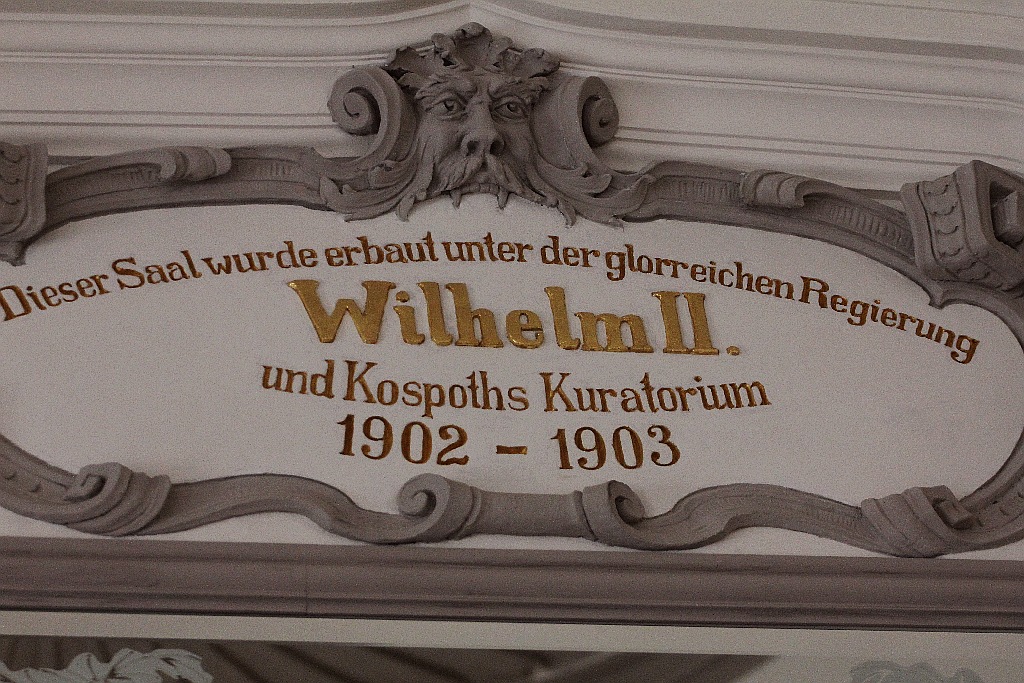 Dieser Saal wurde erbaut unter der glorreichen Regierung
Wilhelm II.
und Kospoths Kuratorium
1902 - 1903